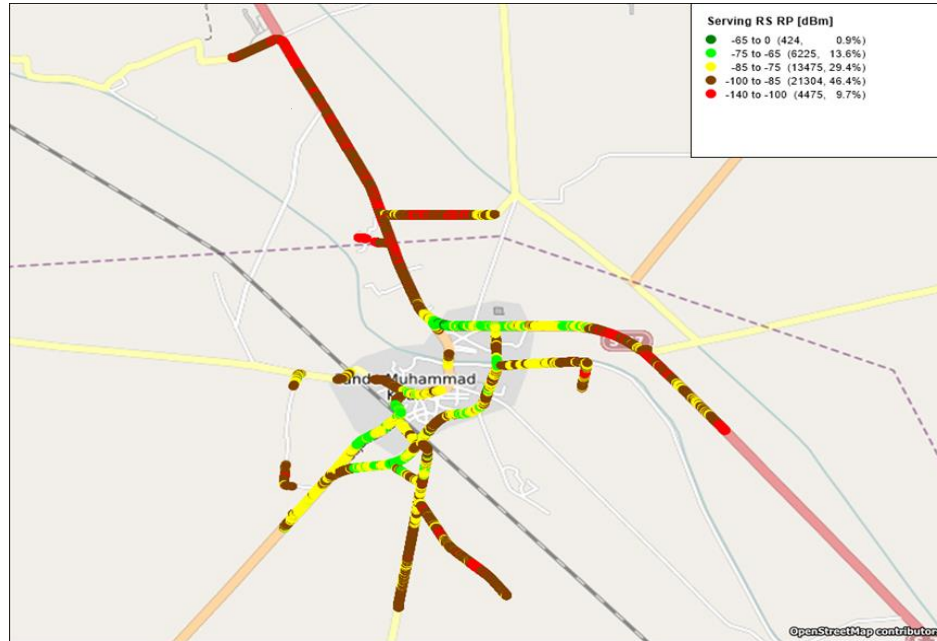 Serving RS RP [dBm]
-65 to 0 (424, 0.9%)
-75 to -65 (6225, 13.6%)
-85 to -75 (13475, 29.4%)
-100 to -85 (21304, 46.4%)
-140 to -100 (4475, 9.7%)
Muhammad
OpenStreetMap contributor